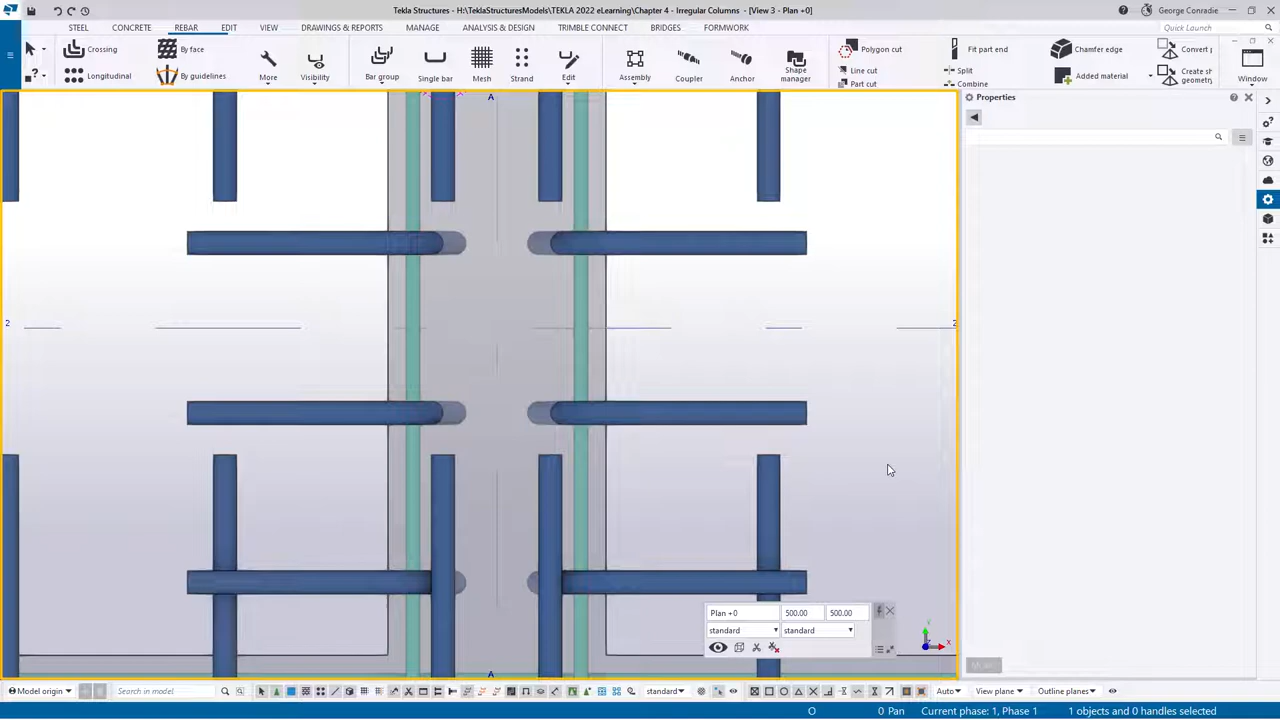 Tekla Structures - H:\TeklaStructuresModels\TEKLA 2022 eLearning\Chapter 4 - Irregular Columns - [View 3 - Plan +0]
George Conradie
STEEL CONCRETE REBAR EDIT VIEW DRAWINGS & REPORTS MANAGE ANALYSIS & DESIGN TRIMBLE CONNECT BRIDGES FORMWORK
Quick Launch
Crossing
Longitudinal
By face
By guidelines
More
Visibility
Bar group
Single bar
Mesh
Strand
Edit
Assembly
Coupler
Anchor
Shape
manager
Polygon cut
Line cut
Part cut
Fit part end
Split
Combine
Chamfer edge
Added material
Convert
Create
Window
Properties
A
2
2
A
Plan +0 500.00 500.00
standard standard
Model origin Search in model standard Auto View plane Outline planes
O 0 Pan Current phase: 1, Phase 1 1 objects and 0 handles selected